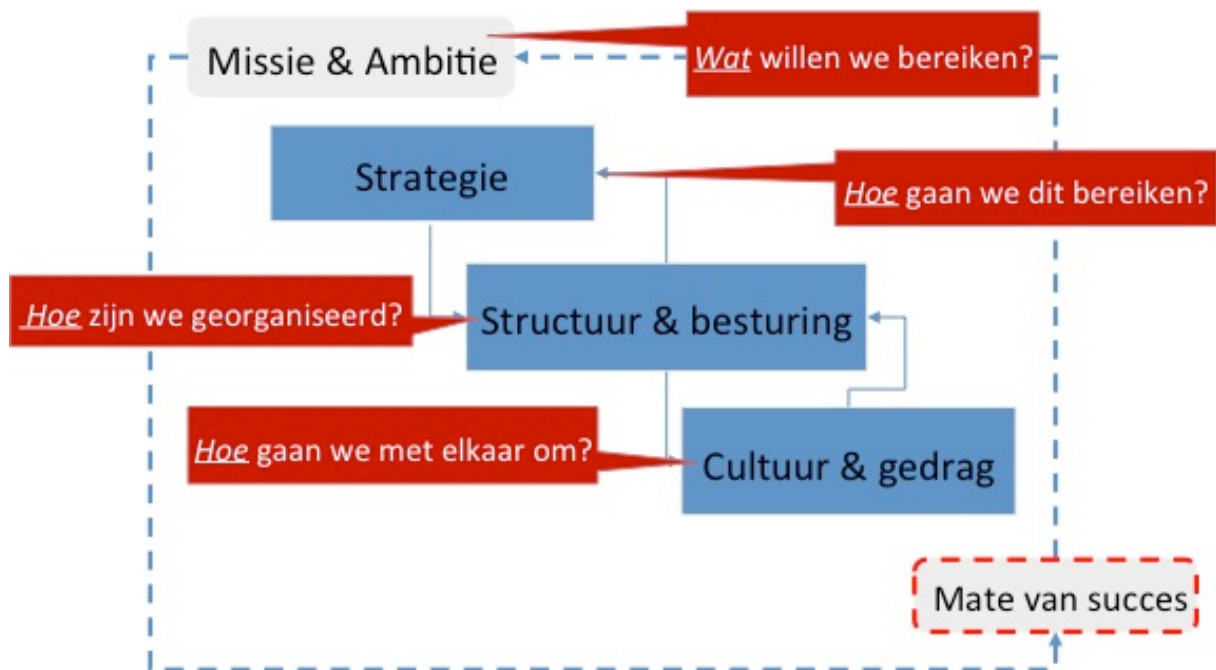 Missie & Ambitie
Wat willen we bereiken?
Strategie
Hoe gaan we dit bereiken?
Hoe zijn we georganiseerd?
Structuur & besturing
Hoe gaan we met elkaar om?
Cultuur & gedrag
Mate van succes